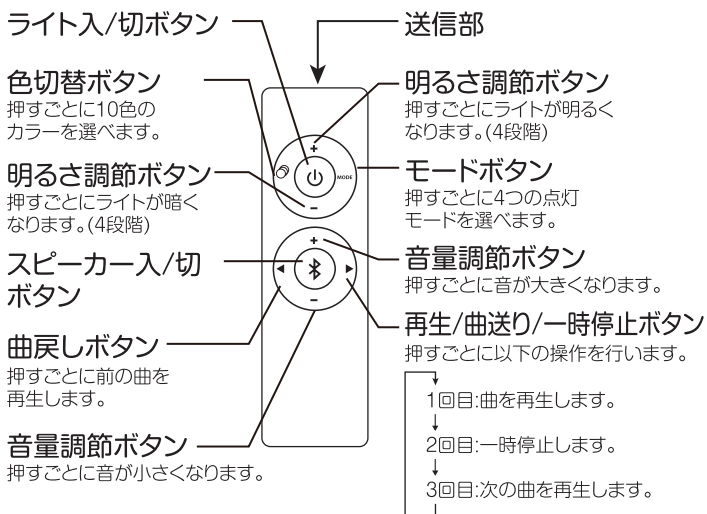 ライト入/切ボタン
送信部
色切替ボタン
押すごとに10色の
カラーを選べます。
明るさ調節ボタン
押すごとにライトが明るく
なります。(4段階)
明るさ調節ボタン
押すごとにライトが暗く
なります。(4段階)
モードボタン
押すごとに4つの点灯
モードを選べます。
+
MODE
-
スピーカー入/切
ボタン
音量調節ボタン
押すごとに音が大きくなります。
+
-
曲戻しボタン
押すごとに前の曲を
再生します。
再生/曲送り/一時停止ボタン
押すごとに以下の操作を行います。
1回目:曲を再生します。
2回目:一時停止します。
3回目:次の曲を再生します。
音量調節ボタン
押すごとに音が小さくなります。